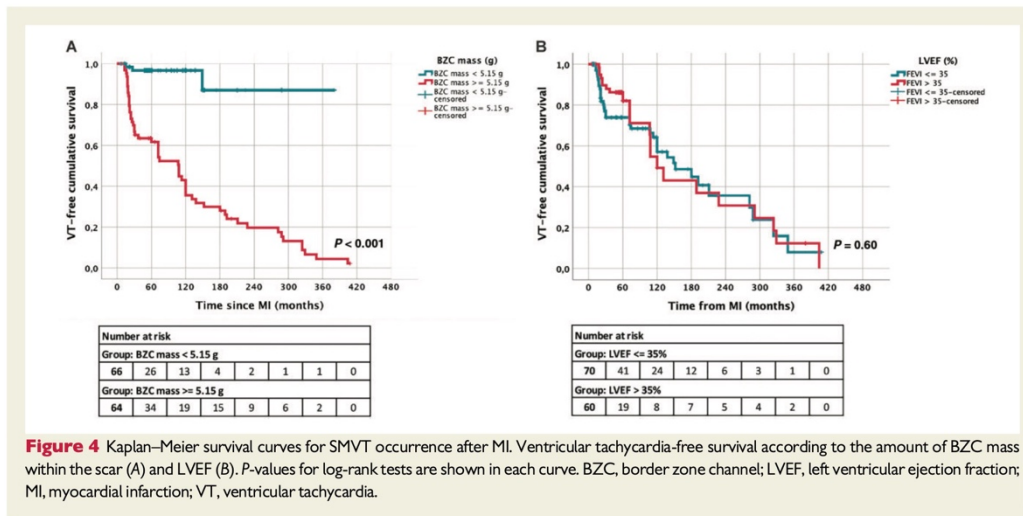 A
VT-free cumulative survival
1,0
0,8
0,6
0,4
0,2
0,0
0 60 120 180 240 300 360 420 480
Time since MI (months)
P < 0.001
BZC mass (g)
BZC mass < 5.15 g
BZC mass >= 5.15 g
BZC mass < 5.15 g-
censored
BZC mass >= 5.15 g-
censored
Number at risk
Group: BZC mass < 5.15 g
66 26 13 4 2 1 1 0
Group: BZC mass >= 5.15 g
64 34 19 15 9 6 2 0
B
VT-free cumulative survival
1,0
0,8
0,6
0,4
0,2
0,0
0 60 120 180 240 300 360 420 480
Time from MI (months)
P = 0.60
LVEF (%)
FEVI <= 35
FEVI > 35
FEVI <= 35-censored
FEVI > 35-censored
Number at risk
Group: LVEF <= 35%
70 41 24 12 6 3 1 0
Group: LVEF > 35%
60 19 8 7 5 4 2 0
Figure 4 Kaplan–Meier survival curves for SMVT occurrence after MI. Ventricular tachycardia-free survival according to the amount of BZC mass
within the scar (A) and LVEF (B). P-values for log-rank tests are shown in each curve. BZC, border zone channel; LVEF, left ventricular ejection fraction;
MI, myocardial infarction; VT, ventricular tachycardia.